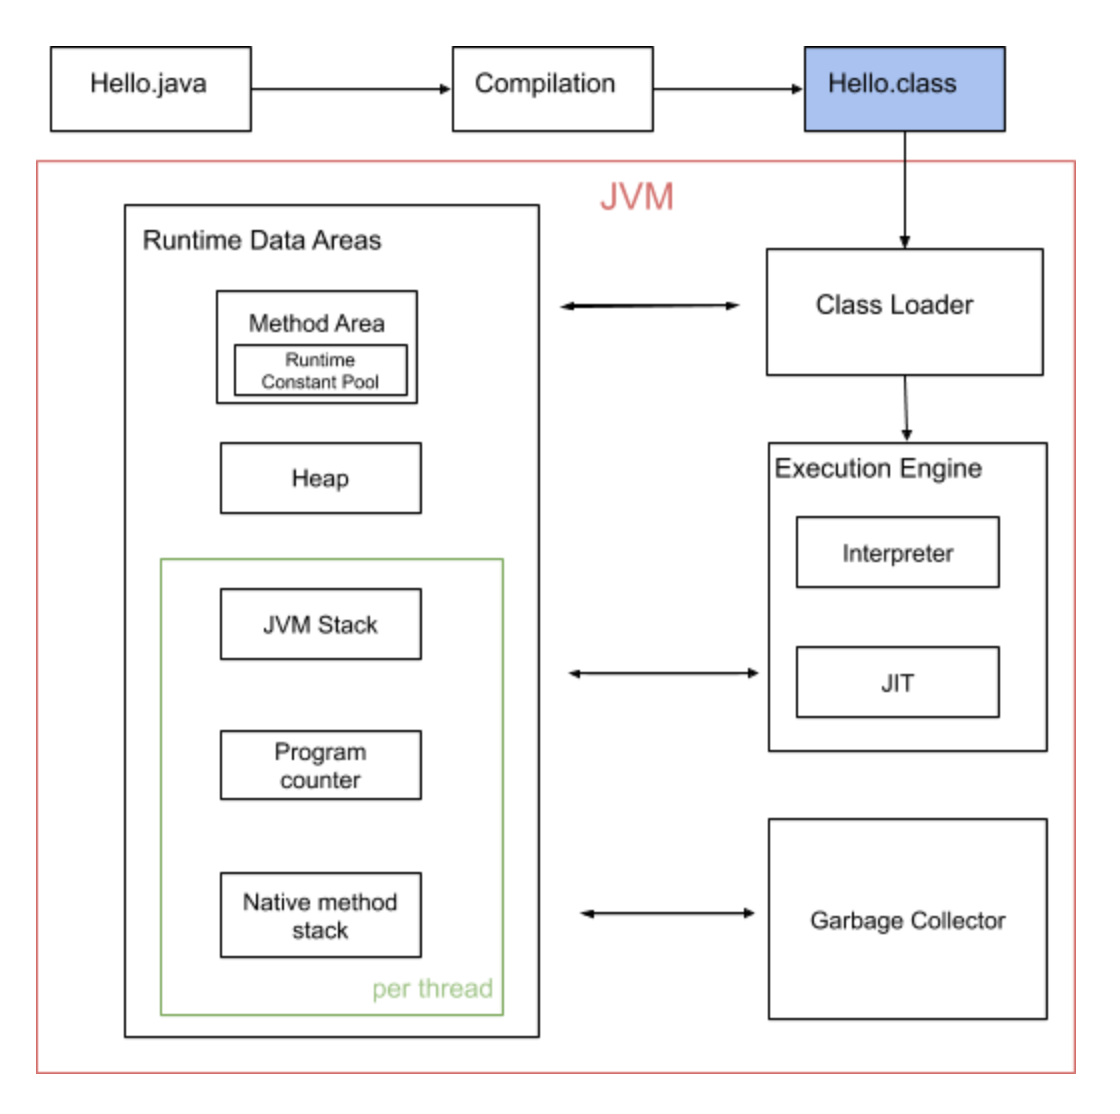 Hello.java
Compilation
Hello.class
JVM
Runtime Data Areas
Method Area
Runtime
Constant Pool
Heap
JVM Stack
Program
counter
Native method
stack
per thread
Class Loader
Execution Engine
Interpreter
JIT
Garbage Collector